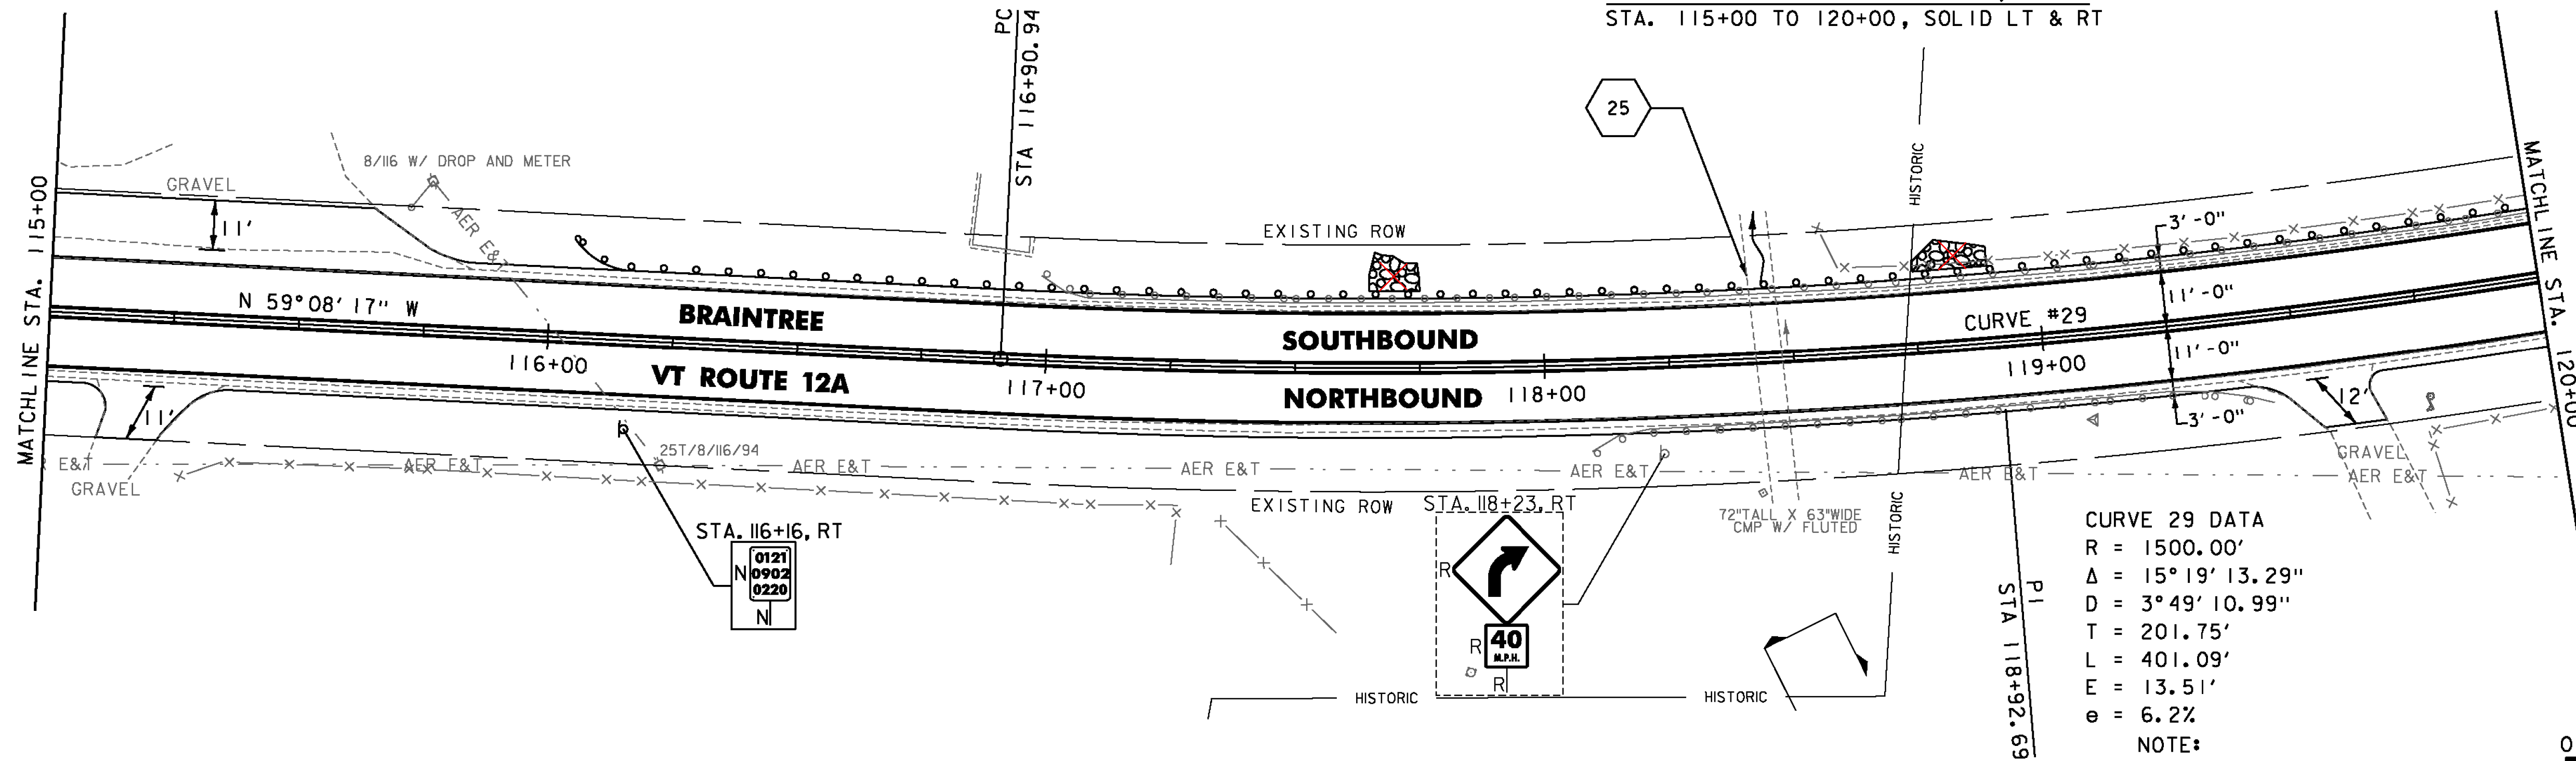 STA. 115+00 TO 120+00, SOLID LT & RT
PC
STA 116+90.94
25
HISTORIC
MATCHLINE STA. 115+00
MATCHLINE STA. 120+00
8/116 W/ DROP AND METER
GRAVEL
11'
AER E&T
EXISTING ROW
3'-0"
11'-0"
N 59°08'17" W
BRAINTREE
SOUTHBOUND
CURVE #29
116+00
VT ROUTE 12A
117+00
NORTHBOUND
118+00
119+00
11'-0"
3'-0"
12'
11'
25T/8/116/94
E&T
AER E&T
AER E&T
AER E&T
AER E&T
AER E&T
AER E&T
GRAVEL
GRAVEL
EXISTING ROW
STA. 116+16, RT
0121
0902
0220
N
N
STA. 118+23, RT
R
40
M.P.H.
R
R
72"TALL X 63"WIDE
CMP W/ FLUTED
HISTORIC
HISTORIC
HISTORIC
PI
STA 118+92.69
CURVE 29 DATA
R = 1500.00'
Δ = 15°19'13.29"
D = 3°49'10.99"
T = 201.75'
L = 401.09'
E = 13.51'
e = 6.2%
NOTE:
0